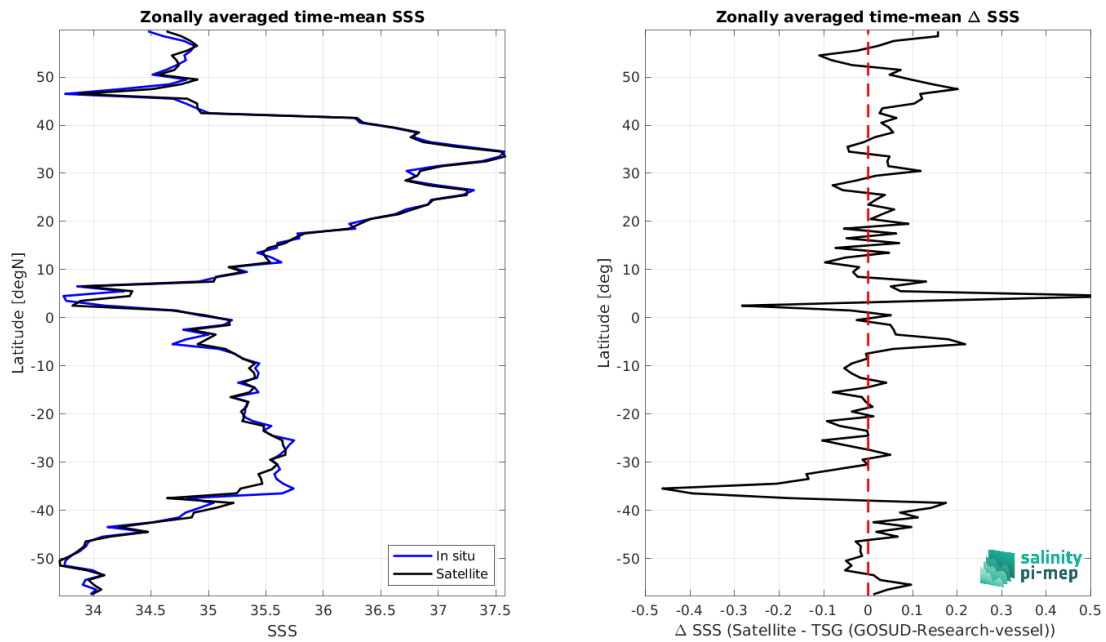 Zonally averaged time-mean SSS
50
40
30
20
10
0
-10
-20
-30
-40
-50
Latitude [degN]
34 34.5 35 35.5 36 36.5 37 37.5
SSS
In situ
Satellite
Zonally averaged time-mean Δ SSS
50
40
30
20
10
0
-10
-20
-30
-40
-50
Latitude [deg]
-0.5 -0.4 -0.3 -0.2 -0.1 0 0.1 0.2 0.3 0.4 0.5
Δ SSS (Satellite - TSG (GOSUD-Research-vessel))
salinity
pi-mep